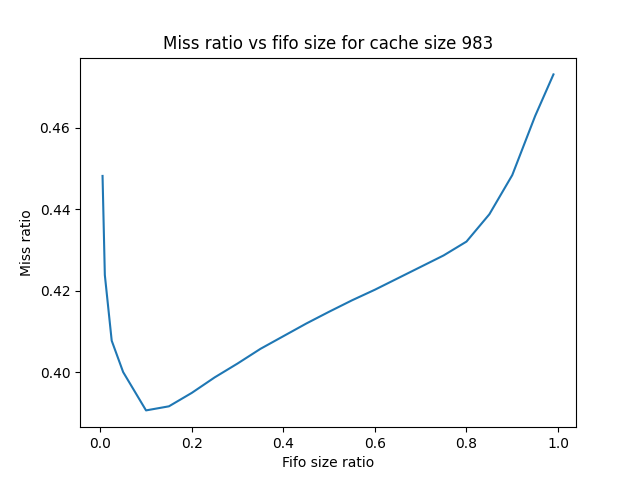 Miss ratio vs fifo size for cache size 983
Miss ratio
0.46
0.44
0.42
0.40
0.0 0.2 0.4 0.6 0.8 1.0
Fifo size ratio